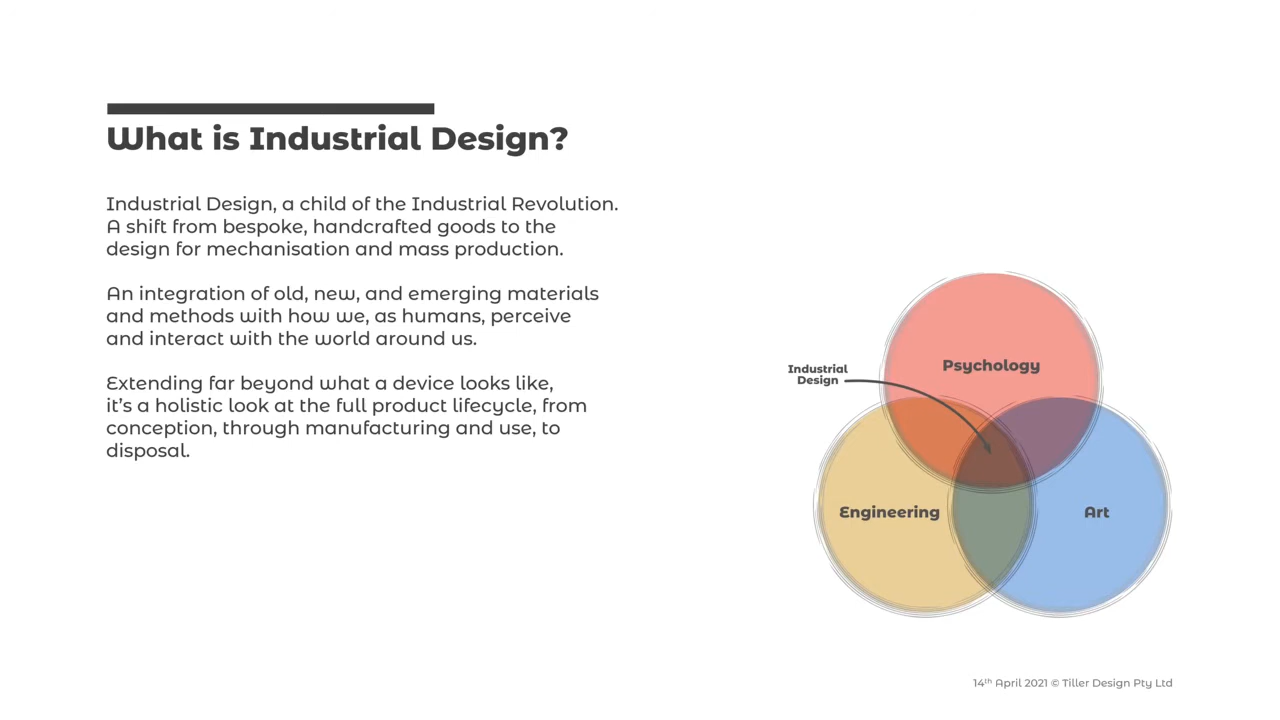 What is Industrial Design?
Industrial Design, a child of the Industrial Revolution.
A shift from bespoke, handcrafted goods to the
design for mechanisation and mass production.
An integration of old, new, and emerging materials
and methods with how we, as humans, perceive
and interact with the world around us.
Extending far beyond what a device looks like,
it's a holistic look at the full product lifecycle, from
conception, through manufacturing and use, to
disposal.
Psychology
Industrial
Design
Engineering
Art
14th April 2021 © Tiller Design Pty Ltd